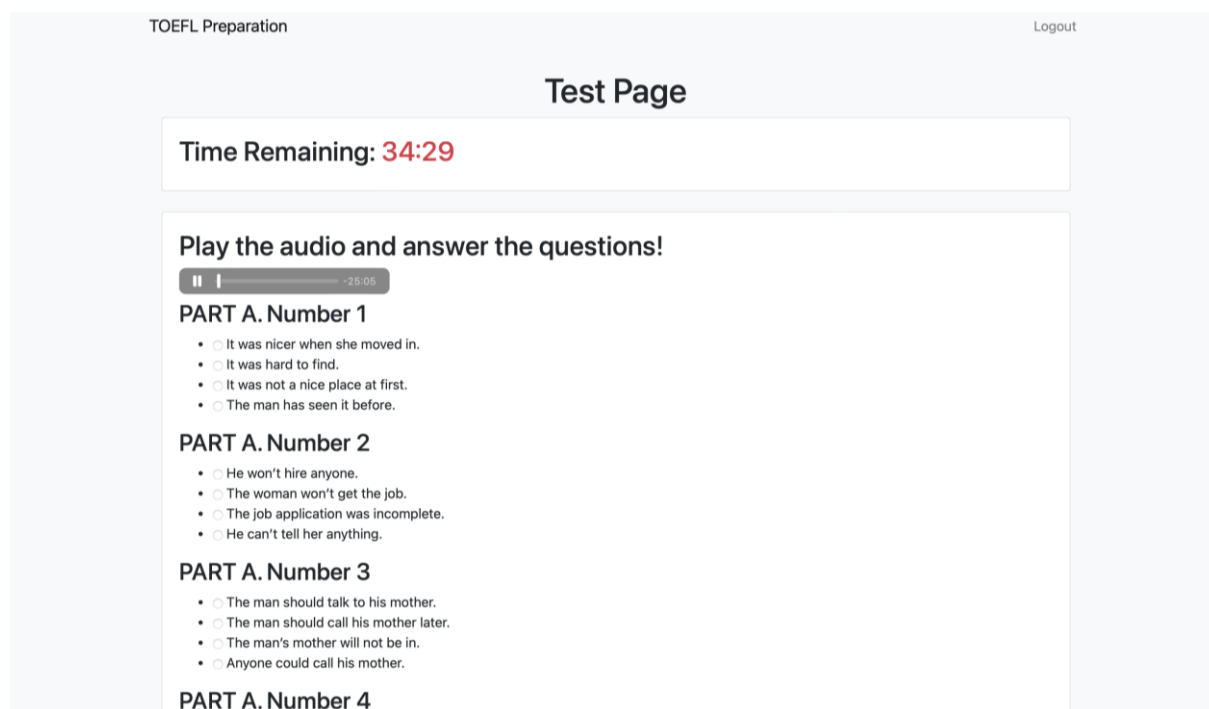 TOEFL Preparation
Logout
Test Page
Time Remaining: 34:29
Play the audio and answer the questions!
-25:05
PART A. Number 1
It was nicer when she moved in.
It was hard to find.
It was not a nice place at first.
The man has seen it before.
PART A. Number 2
He won't hire anyone.
The woman won't get the job.
The job application was incomplete.
He can't tell her anything.
PART A. Number 3
The man should talk to his mother.
The man should call his mother later.
The man's mother will not be in.
Anyone could call his mother.
PART A. Number 4